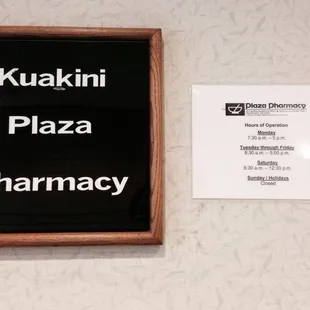 Kuakini
Plaza
harmacy
Plaza Pharmacy
Hours of Operation
Monday
7:30 a.m. – 5 p.m.
Tuesday through Friday
8:30 a.m. – 5:00 p.m.
Saturday
8:30 a.m. – 12:30 p.m.
Sunday / Holidays
Closed